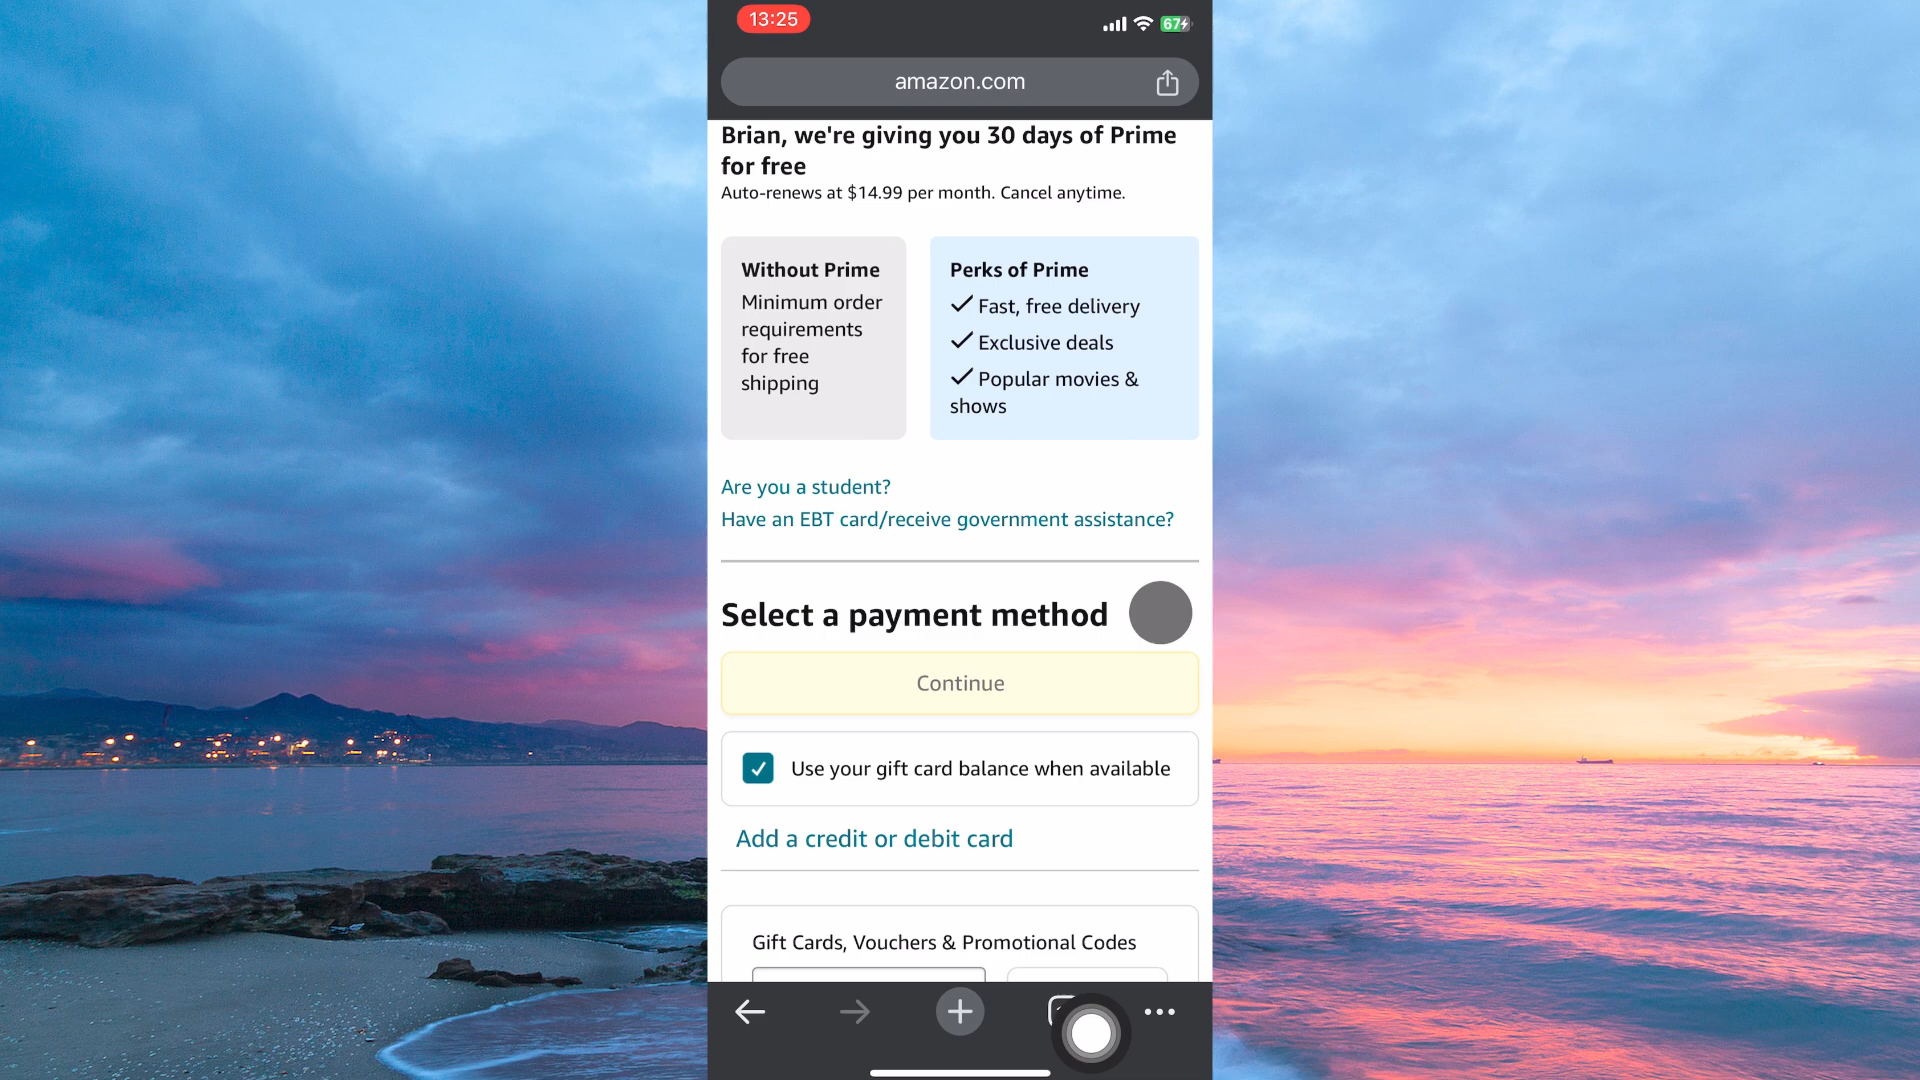 13:25
67
amazon.com
Brian, we're giving you 30 days of Prime
for free
Auto-renews at $14.99 per month. Cancel anytime.
Without Prime
Minimum order
requirements
for free
shipping
Perks of Prime
Fast, free delivery
Exclusive deals
Popular movies &
shows
Are you a student?
Have an EBT card/receive government assistance?
Select a payment method
Continue
Use your gift card balance when available
Add a credit or debit card
Gift Cards, Vouchers & Promotional Codes